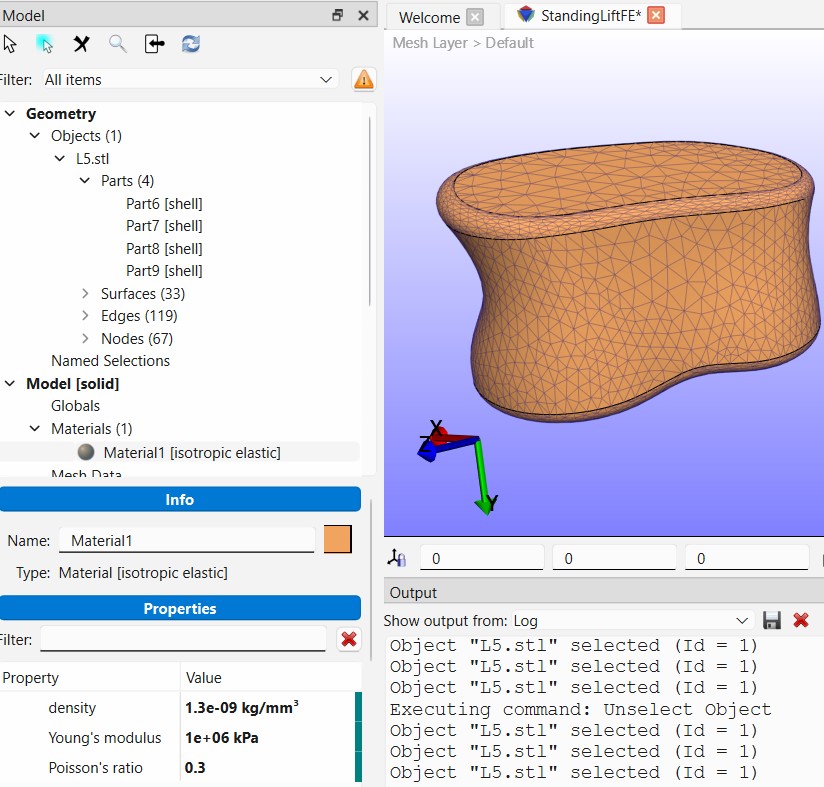 Model
Filter: All items
Geometry
Objects (1)
L5.stl
Parts (4)
Part6 [shell]
Part7 [shell]
Part8 [shell]
Part9 [shell]
Surfaces (33)
Edges (119)
Nodes (67)
Named Selections
Model [solid]
Globals
Materials (1)
Material1 [isotropic elastic]
Mesh Data
Info
Name: Material1
Type: Material [isotropic elastic]
Properties
Filter:
Property Value
density 1.3e-09 kg/mm³
Young's modulus 1e+06 kPa
Poisson's ratio 0.3
Welcome StandingLiftFE*
Mesh Layer > Default
X
Z
Y
0 0 0
Output
Show output from: Log
Object "L5.stl" selected (Id = 1)
Object "L5.stl" selected (Id = 1)
Object "L5.stl" selected (Id = 1)
Executing command: Unselect Object
Object "L5.stl" selected (Id = 1)
Object "L5.stl" selected (Id = 1)
Object "L5.stl" selected (Id = 1)